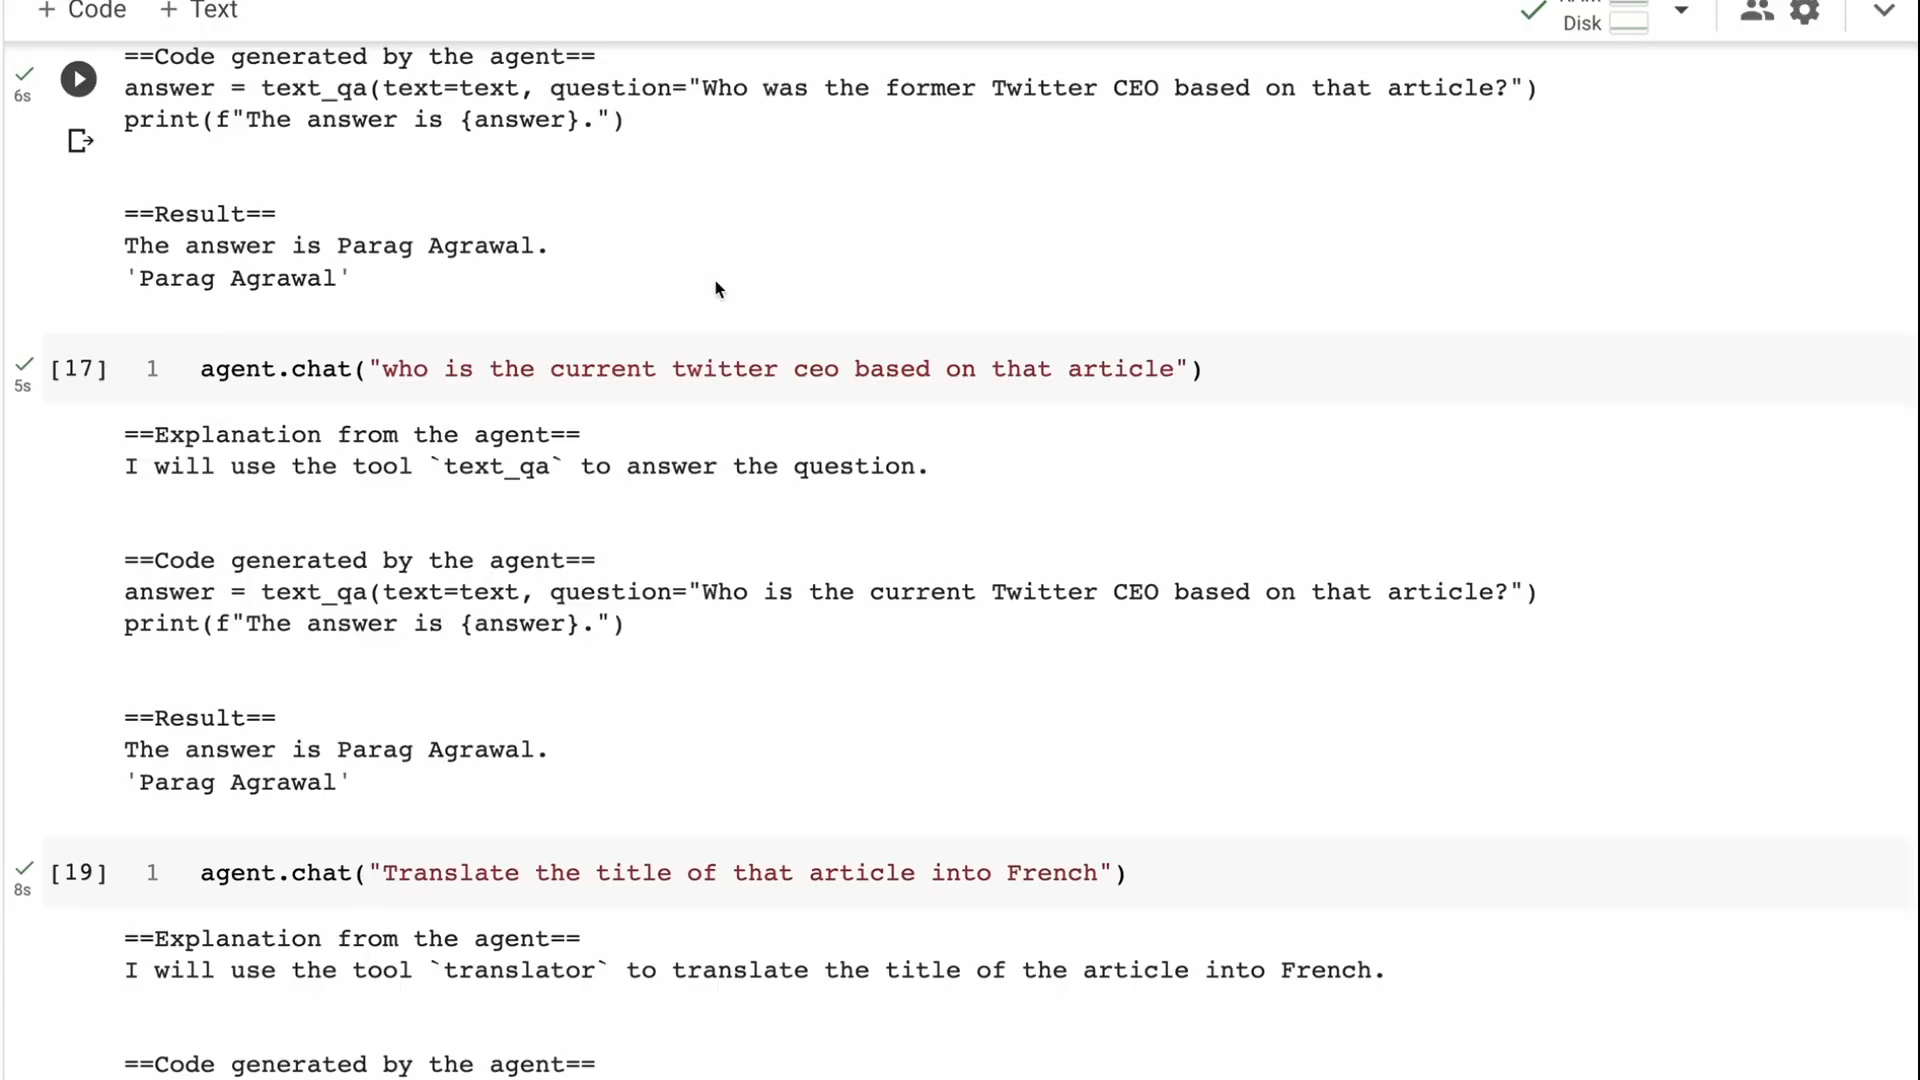 + Code + Text
Disk
==Code generated by the agent==
6s
answer = text_qa(text=text, question="Who was the former Twitter CEO based on that article?")
print(f"The answer is {answer}.")
==Result==
The answer is Parag Agrawal.
'Parag Agrawal'
[17] 1 agent.chat("who is the current twitter ceo based on that article")
5s
==Explanation from the agent==
I will use the tool `text_qa` to answer the question.
==Code generated by the agent==
answer = text_qa(text=text, question="Who is the current Twitter CEO based on that article?")
print(f"The answer is {answer}.")
==Result==
The answer is Parag Agrawal.
'Parag Agrawal'
[19] 1 agent.chat("Translate the title of that article into French")
8s
==Explanation from the agent==
I will use the tool `translator` to translate the title of the article into French.
==Code generated by the agent==